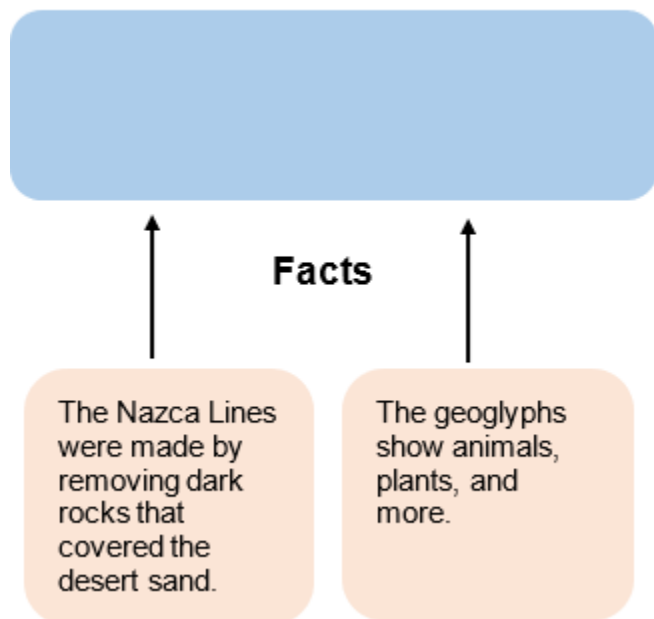 Facts
The Nazca Lines
were made by
removing dark
rocks that
covered the
desert sand.
The geoglyphs
show animals,
plants, and
more.